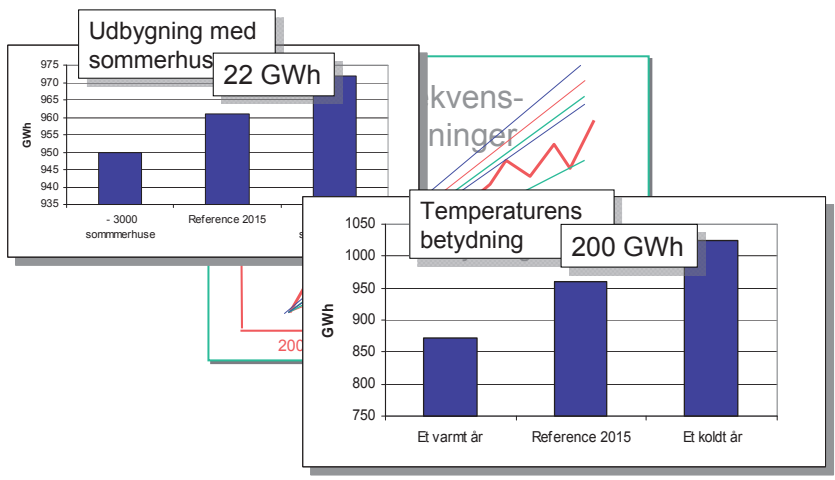 Udbygning med
sommerhus
22 GWh
975
970
965
960
955
950
945
940
935
GWh
- 3000
sommmerhuse
Reference 2015
kvens-
ninger
200
Temperaturens
betydning
200 GWh
1050
1000
950
900
850
800
750
GWh
Et varmt år
Reference 2015
Et koldt år